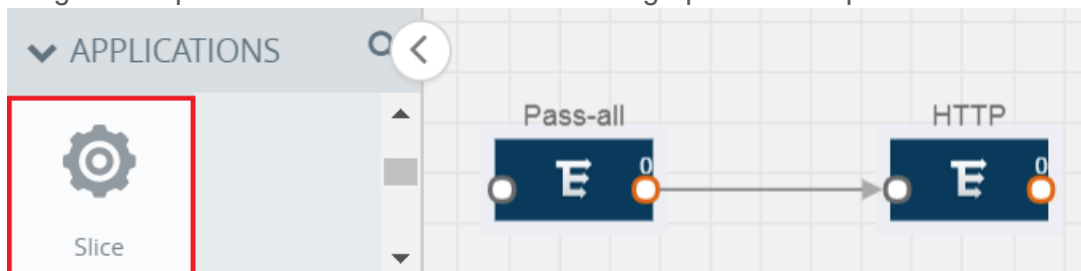 APPLICATIONS
Pass-all
HTTP
0
0
Slice